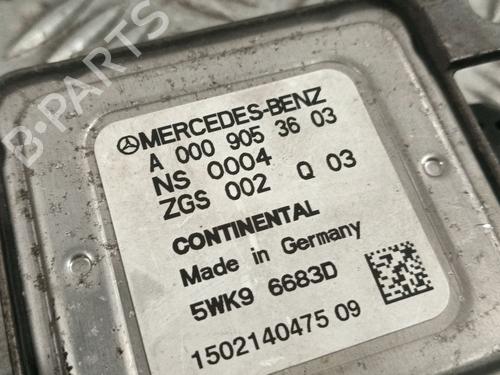 B-PARTS
MERCEDES-BENZ
A 000 905 36 03
NS 0004
ZGS 002 Q 03
CONTINENTAL
Made in Germany
5WK9 6683D
1502140475 09